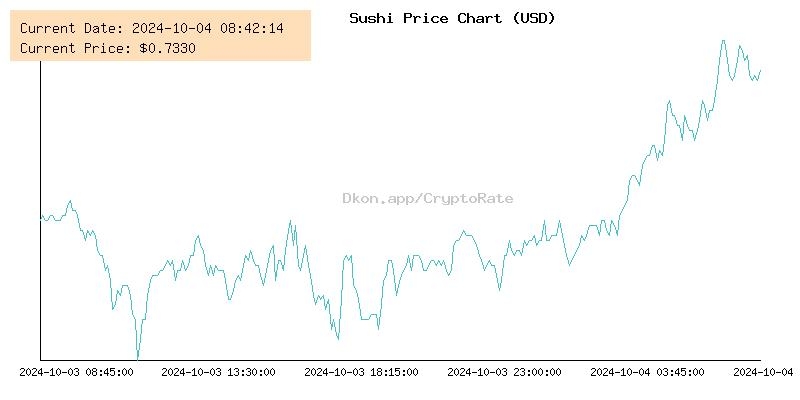 Sushi Price Chart (USD)
Current Date: 2024-10-04 08:42:14
Current Price: $0.7330
Dkon.app/CryptoRate
2024-10-03 08:45:00 2024-10-03 13:30:00 2024-10-03 18:15:00 2024-10-03 23:00:00 2024-10-04 03:45:00 2024-10-04